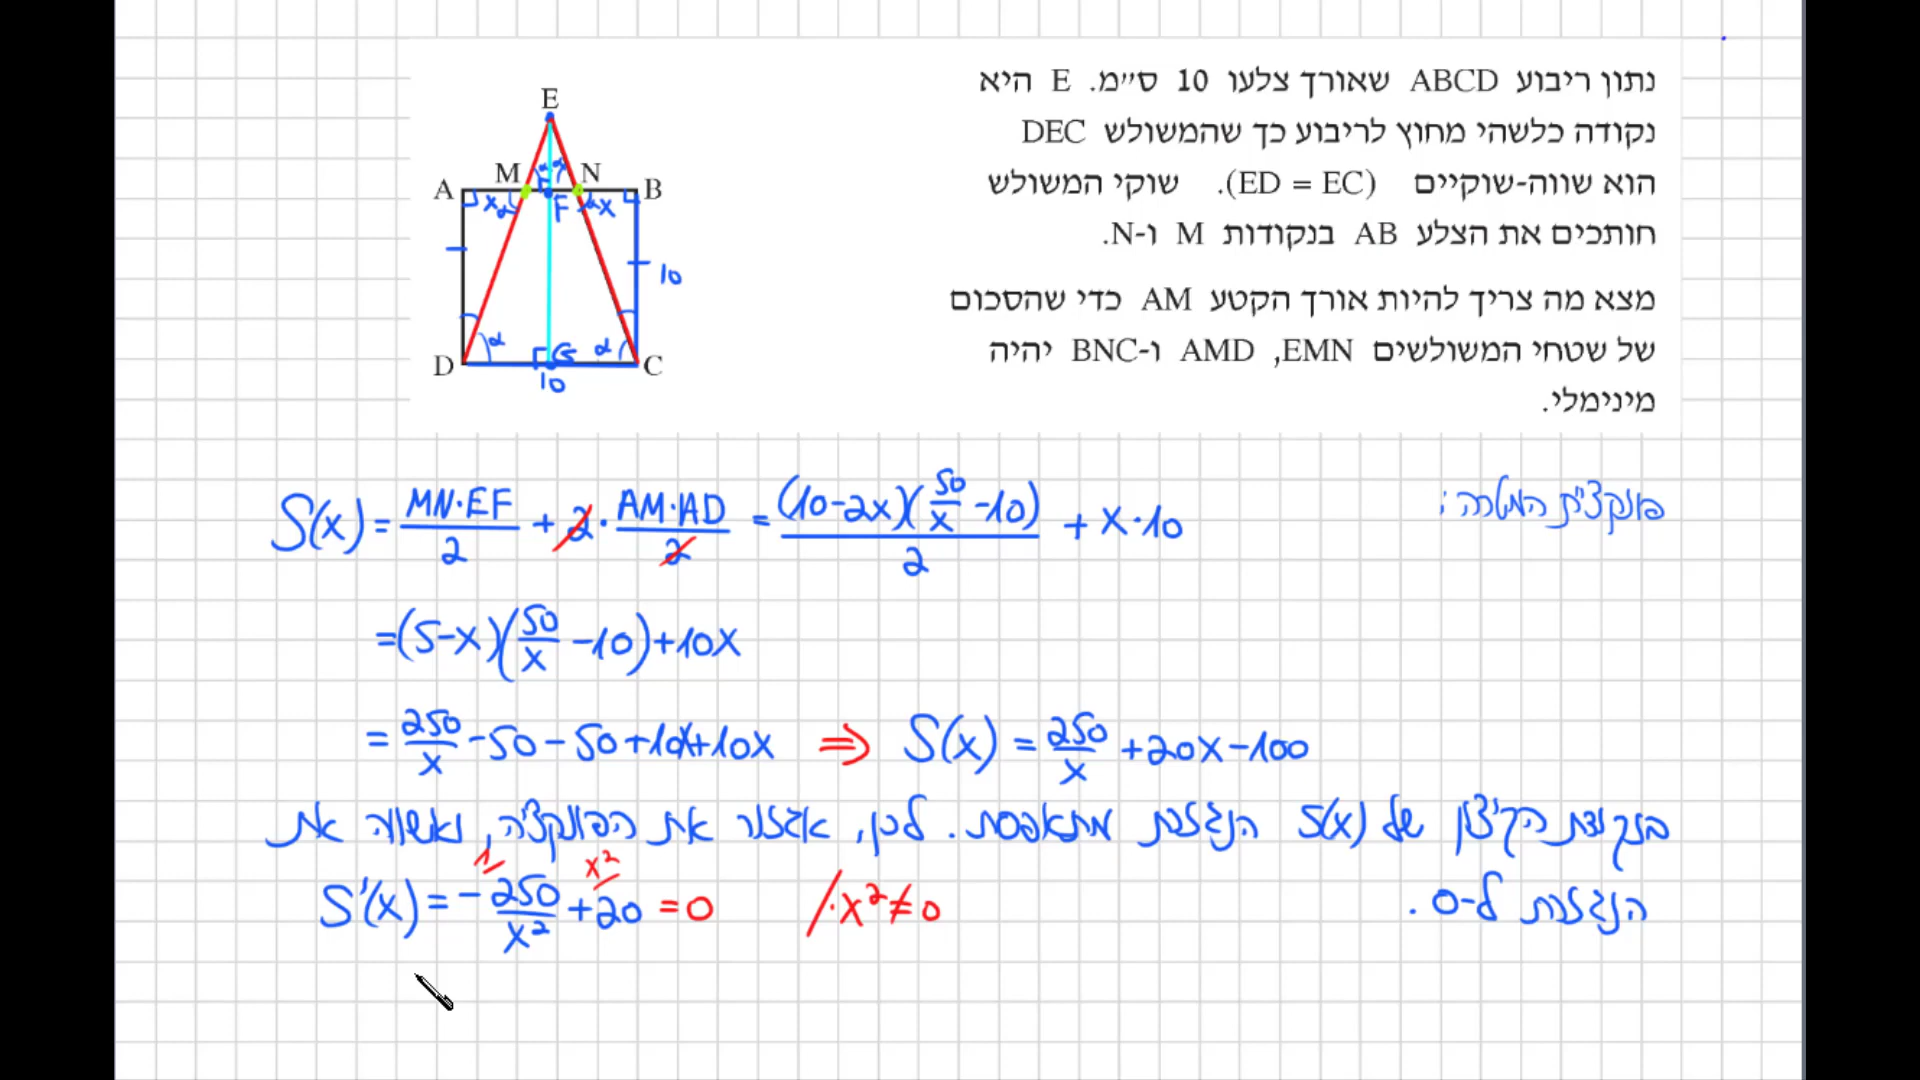 נתון ריבוע ABCD שאורך צלעו 10 ס״מ. E היא
נקודה כלשהי מחוץ לריבוע כך שהמשולש DEC
הוא שווה-שוקיים (ED = EC). שוקי המשולש
חותכים את הצלע AB בנקודות M ו-N.
מצא מה צריך להיות אורך הקטע AM כדי שהסכום
של שטחי המשולשים EMN, AMD ו-BNC יהיה
מינימלי.
E
A M N B
x α F α x
10
D α G α C
10
פונקציית המטרה:
S(x) = MN·EF/2 + 2·AM·AD/2 = (10-2x)(50/x -10)/2 + x·10
=(5-x)(50/x -10)+10x
= 250/x -50-50+10x+10x ⇒ S(x) = 250/x +20x-100
בנקודת הקיצון של S(x) הנגזרת מתאפסת. לכן, אגזור את הפונקציה, ואשווה את
הנגזרת ל-0.
1 x²
S'(x) = - 250/x² +20 =0 /·x²≠0